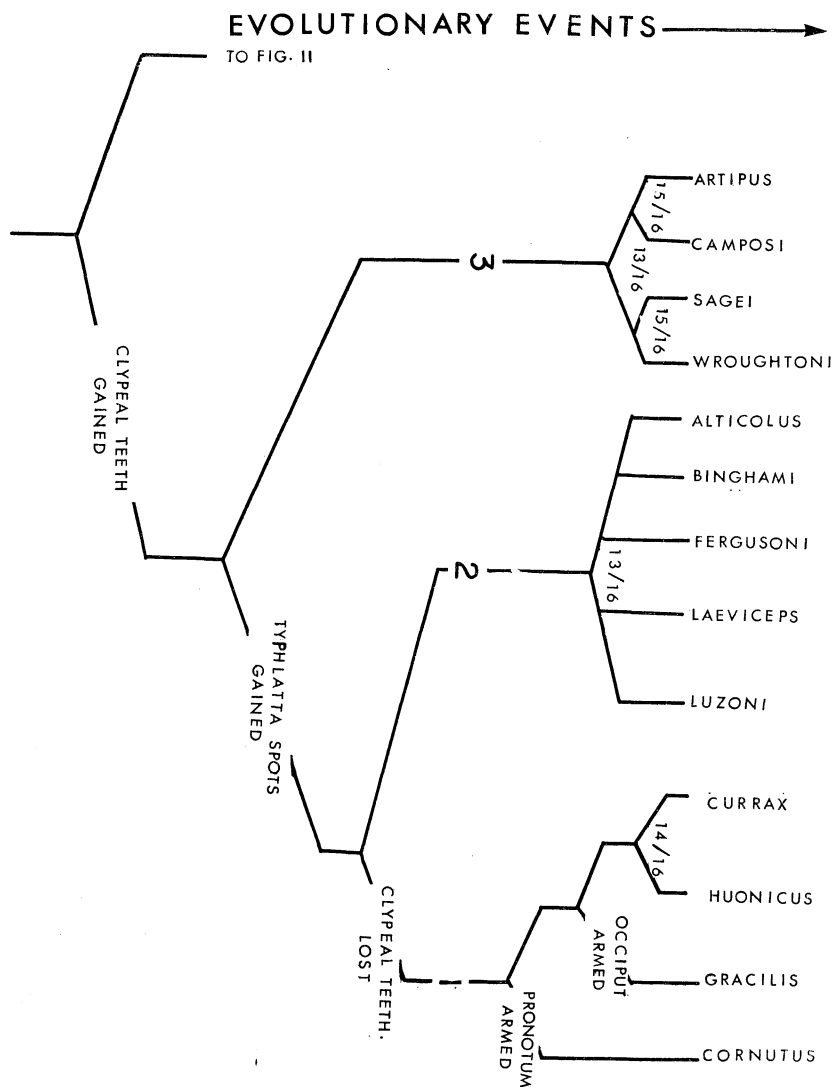 EVOLUTIONARY EVENTS
TO FIG. II
ARTIPUS
15/16
CAMPOSI
3
13/16
SAGEI
15/16
WROUGHTONI
CLYPEAL TEETH
GAINED
ALTICOLUS
BINGHAMI
FERGUSONI
2
13/16
LAEVICEPS
LUZONI
TYPHLATTA SPOTS
GAINED
CURRAX
14/16
HUONICUS
CLYPEAL TEETH.
LOST
OCCIPUT
ARMED
GRACILIS
PRONOTUM
ARMED
CORNUTUS